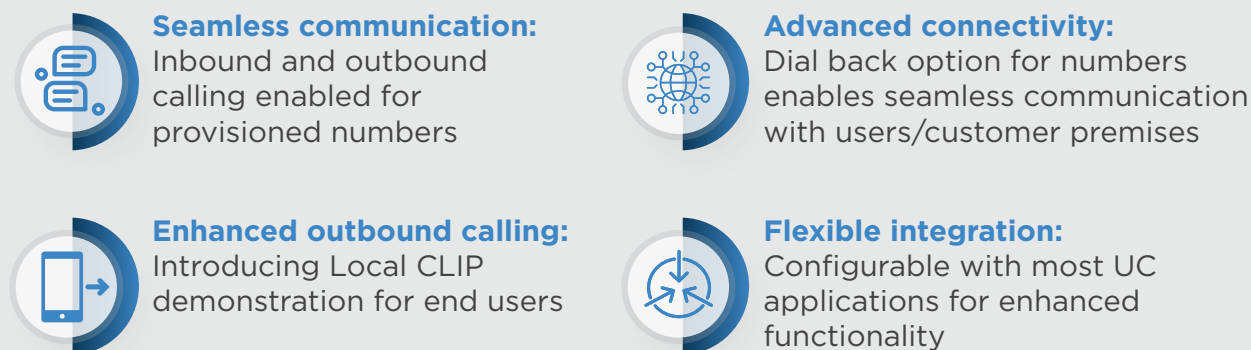 Seamless communication:
Inbound and outbound
calling enabled for
provisioned numbers
Advanced connectivity:
Dial back option for numbers
enables seamless communication
with users/customer premises
Enhanced outbound calling:
Introducing Local CLIP
demonstration for end users
Flexible integration:
Configurable with most UC
applications for enhanced
functionality